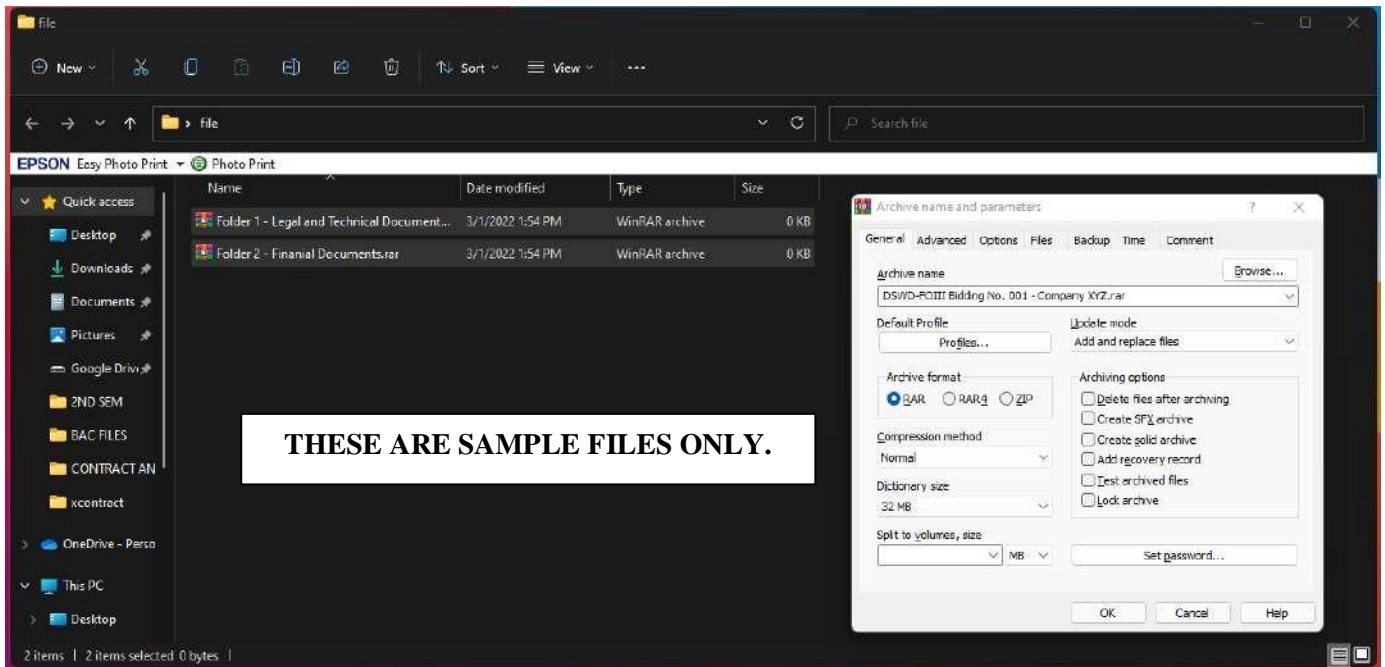 file
New
Sort
View
file
Search file
EPSON Easy Photo Print Photo Print
Name Date modified Type Size
Quick access
Folder 1 - Legal and Technical Document... 3/1/2022 1:54 PM WinRAR archive 0 KB
Desktop
Folder 2 - Finanial Documents.rar 3/1/2022 1:54 PM WinRAR archive 0 KB
Downloads
Documents
Pictures
Google Driv
2ND SEM
BAC FILES
CONTRACT AN
xcontract
OneDrive - Perso
This PC
Desktop
2 items 2 items selected 0 bytes
THESE ARE SAMPLE FILES ONLY.
Archive name and parameters
General Advanced Options Files Backup Time Comment
Archive name
Browse...
DSWD-FOIII Bidding No. 001 - Company XYZ.rar
Default Profile
Profiles...
Update mode
Add and replace files
Archive format
RAR RAR4 ZIP
Compression method
Normal
Dictionary size
32 MB
Split to volumes, size
MB
Archiving options
Delete files after archiving
Create SFX archive
Create solid archive
Add recovery record
Test archived files
Lock archive
Set password...
OK Cancel Help